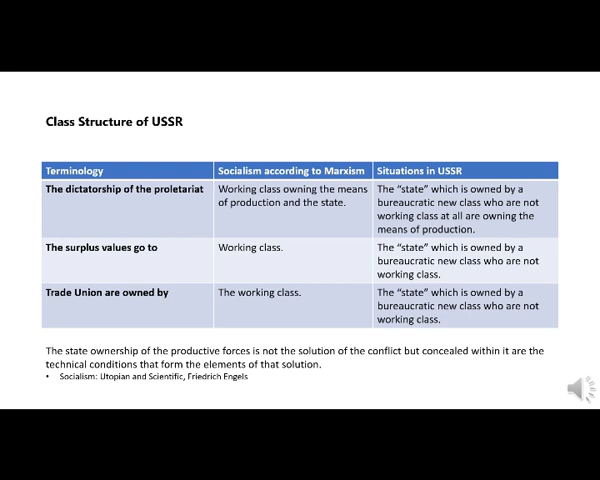 Class Structure of USSR
Terminology
Socialism according to Marxism
Situations in USSR
The dictatorship of the proletariat
Working class owning the means
of production and the state.
The “state” which is owned by a
bureaucratic new class who are not
working class at all are owning the
means of production.
The surplus values go to
Working class.
The “state” which is owned by a
bureaucratic new class who are not
working class.
Trade Union are owned by
The working class.
The “state” which is owned by a
bureaucratic new class who are not
working class.
The state ownership of the productive forces is not the solution of the conflict but concealed within it are the
technical conditions that form the elements of that solution.
• Socialism: Utopian and Scientific, Friedrich Engels